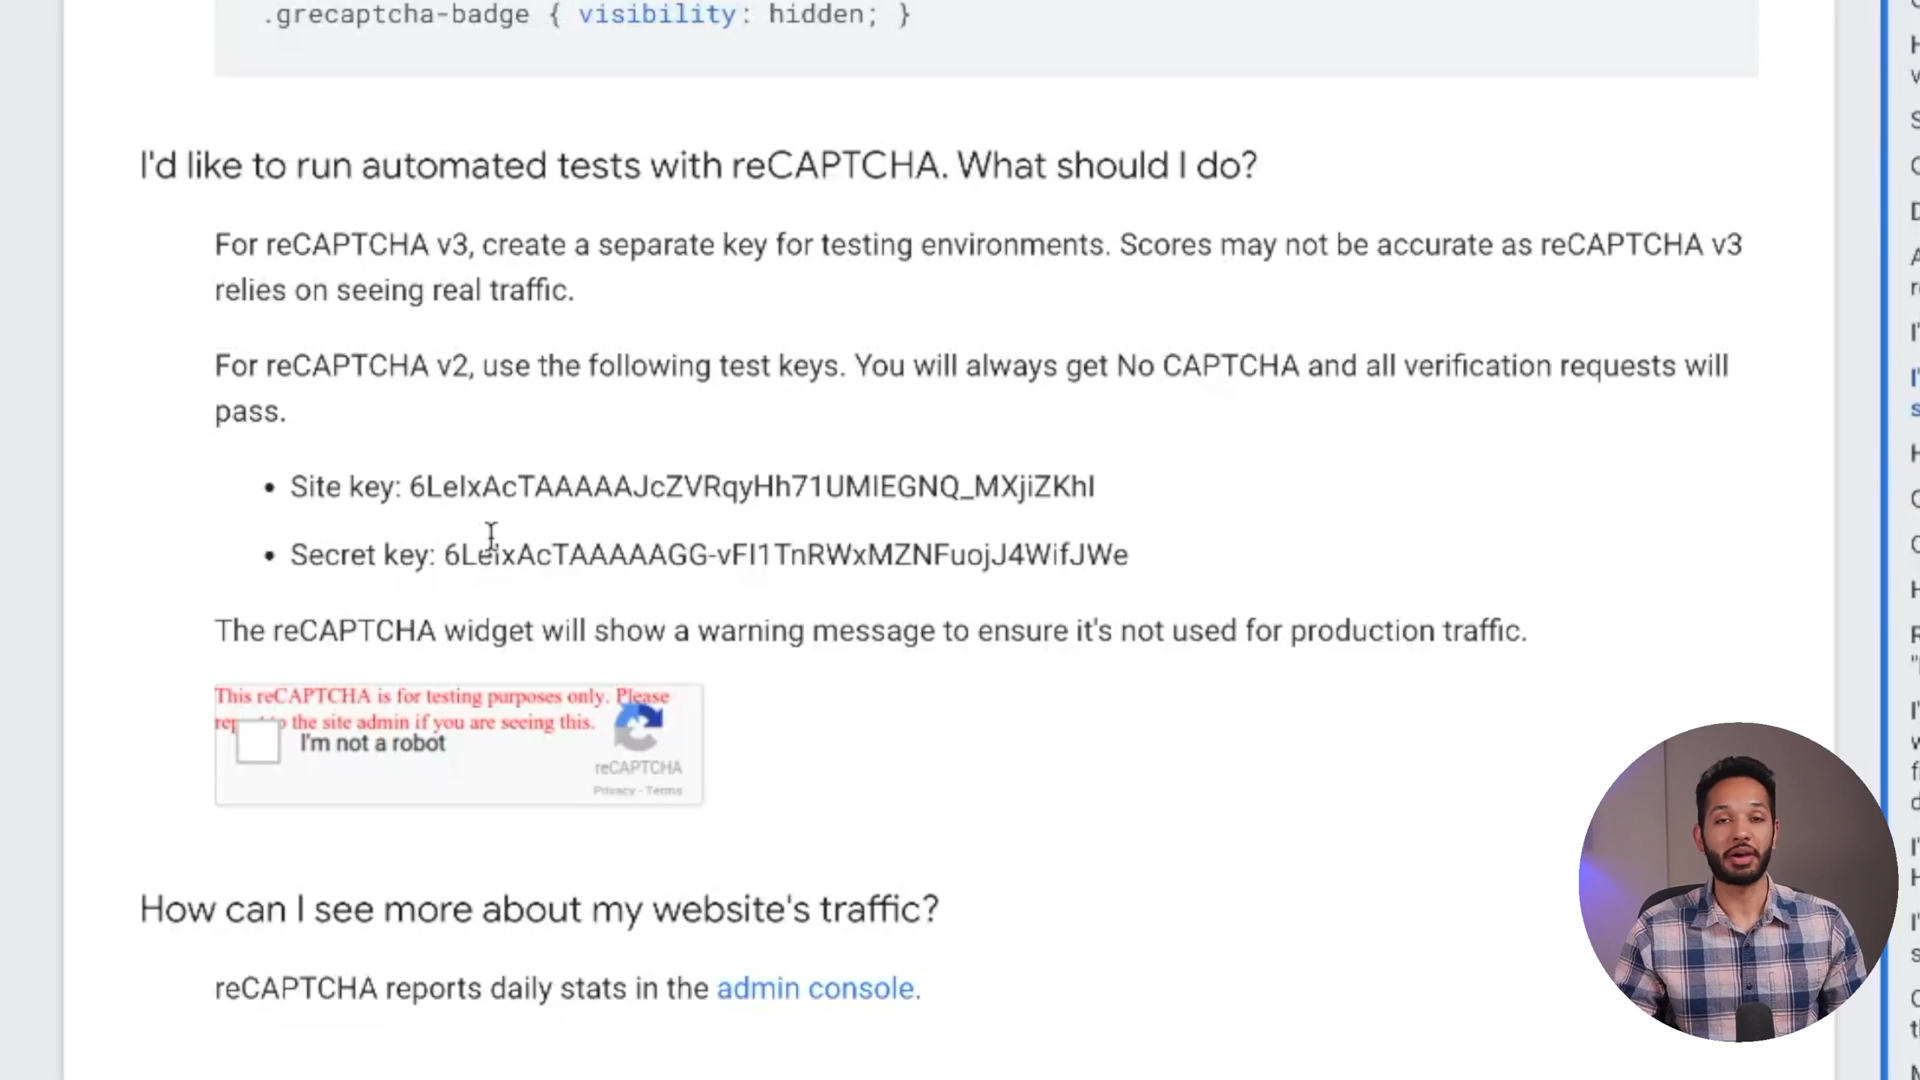 .grecaptcha-badge { visibility: hidden; }
I'd like to run automated tests with reCAPTCHA. What should I do?
For reCAPTCHA v3, create a separate key for testing environments. Scores may not be accurate as reCAPTCHA v3
relies on seeing real traffic.
For reCAPTCHA v2, use the following test keys. You will always get No CAPTCHA and all verification requests will
pass.
• Site key: 6LeIxAcTAAAAAJcZVRqyHh71UMIEGNQ_MXjiZKhI
• Secret key: 6LeIxAcTAAAAAGG-vFI1TnRWxMZNFuojJ4WifJWe
The reCAPTCHA widget will show a warning message to ensure it's not used for production traffic.
This reCAPTCHA is for testing purposes only. Please
the site admin if you are seeing this.
I'm not a robot
reCAPTCHA
Privacy - Terms
How can I see more about my website's traffic?
reCAPTCHA reports daily stats in the admin console.